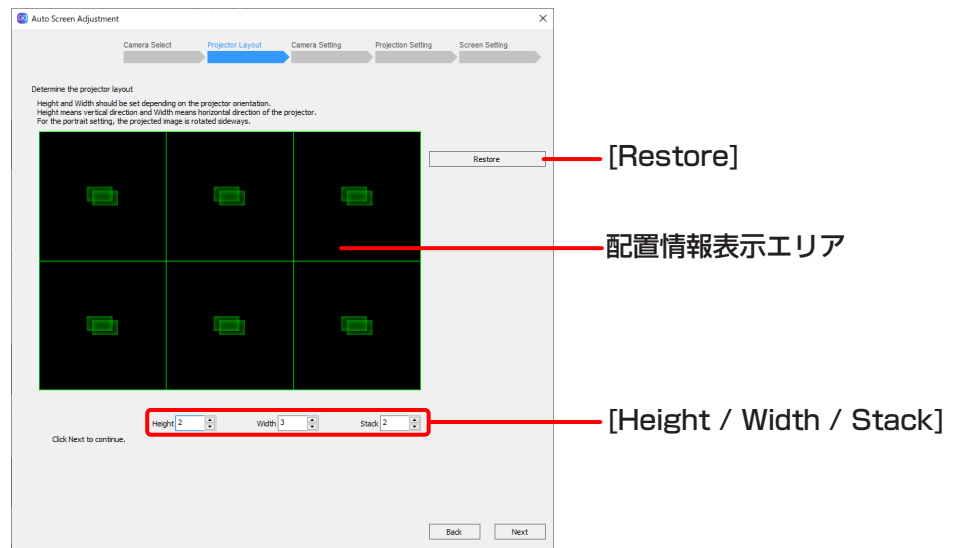 Auto Screen Adjustment
Camera Select Projector Layout Camera Setting Projection Setting Screen Setting
Determine the projector layout
Height and Width should be set depending on the projector orientation.
Height means vertical direction and Width means horizontal direction of the projector.
For the portrait setting, the projected image is rotated sideways.
Restore
[Restore]
配置情報表示エリア
Height 2 Width 3 Stack 2
[Height / Width / Stack]
Click Next to continue.
Back Next